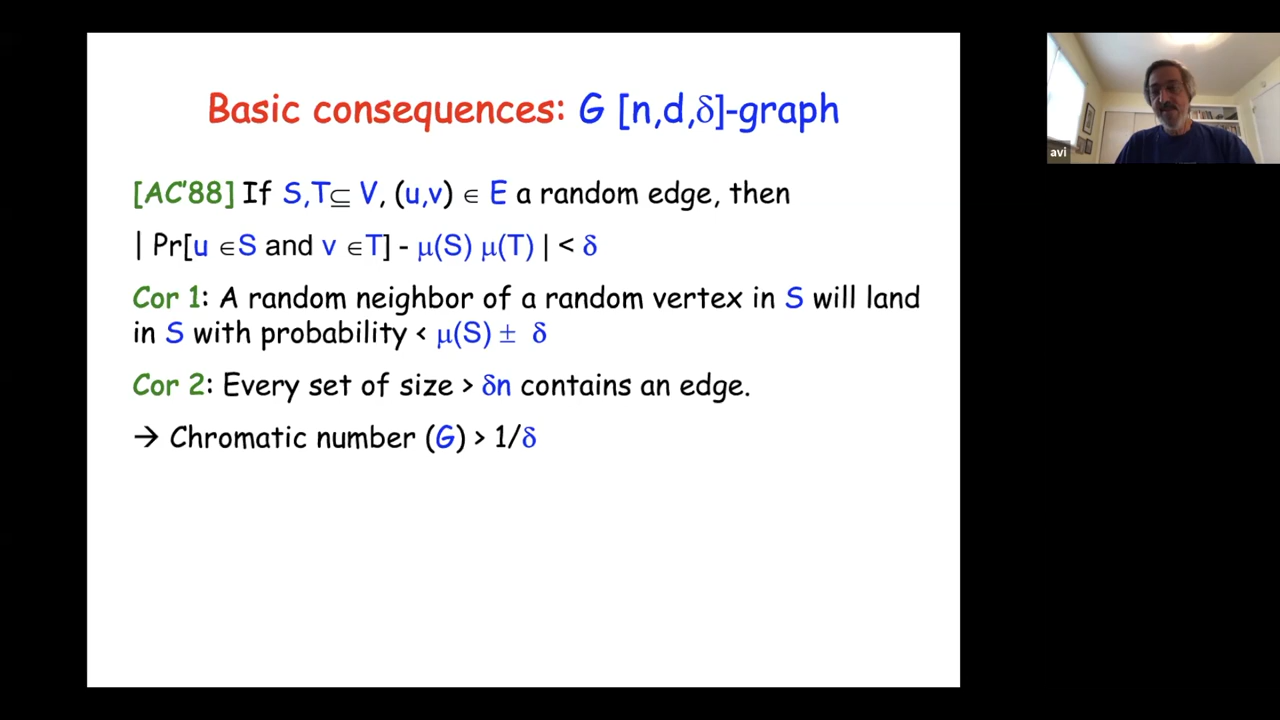 Basic consequences: G [n,d,δ]-graph
[AC'88] If S,T⊆ V, (u,v) ∈ E a random edge, then
| Pr[u ∈S and v ∈T] - μ(S) μ(T) | < δ
Cor 1: A random neighbor of a random vertex in S will land
in S with probability < μ(S) ± δ
Cor 2: Every set of size > δn contains an edge.
→ Chromatic number (G) > 1/δ
avi